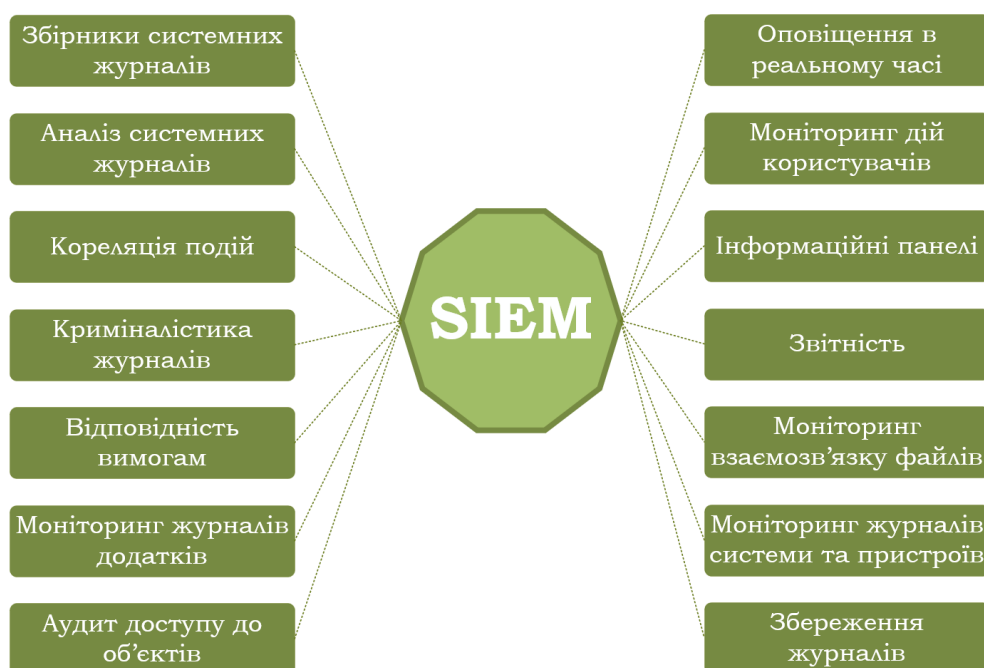 Збірники системних
журналів
Аналіз системних
журналів
Кореляція подій
Криміналістика
журналів
Відповідність
вимогам
Моніторинг журналів
додатків
Аудит доступу до
об’єктів
SIEM
Оповіщення в
реальному часі
Моніторинг дій
користувачів
Інформаційні панелі
Звітність
Моніторинг
взаємозв’язку файлів
Моніторинг журналів
системи та пристроїв
Збереження
журналів